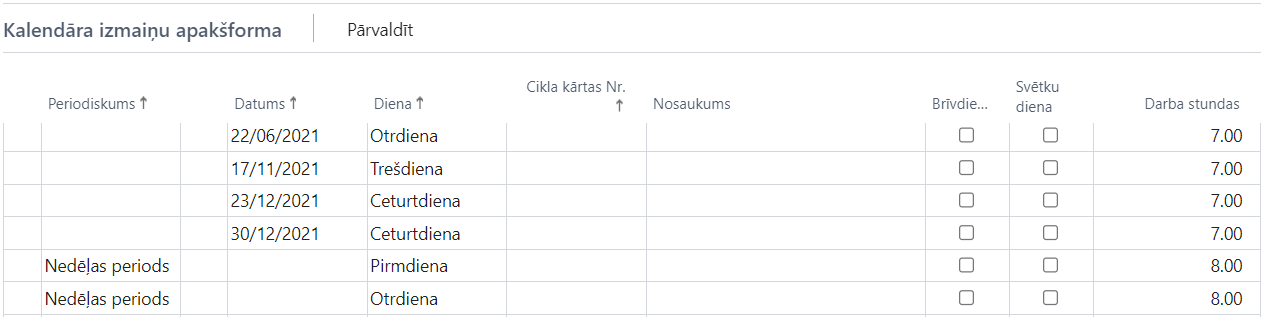 Kalendāra izmaiņu apakšforma Pārvaldīt
Periodiskums ↑ Datums ↑ Diena ↑ Cikla kārtas Nr. ↑ Nosaukums Brīvdie... Svētku diena Darba stundas
22/06/2021 Otrdiena 7.00
17/11/2021 Trešdiena 7.00
23/12/2021 Ceturtdiena 7.00
30/12/2021 Ceturtdiena 7.00
Nedēļas periods Pirmdiena 8.00
Nedēļas periods Otrdiena 8.00